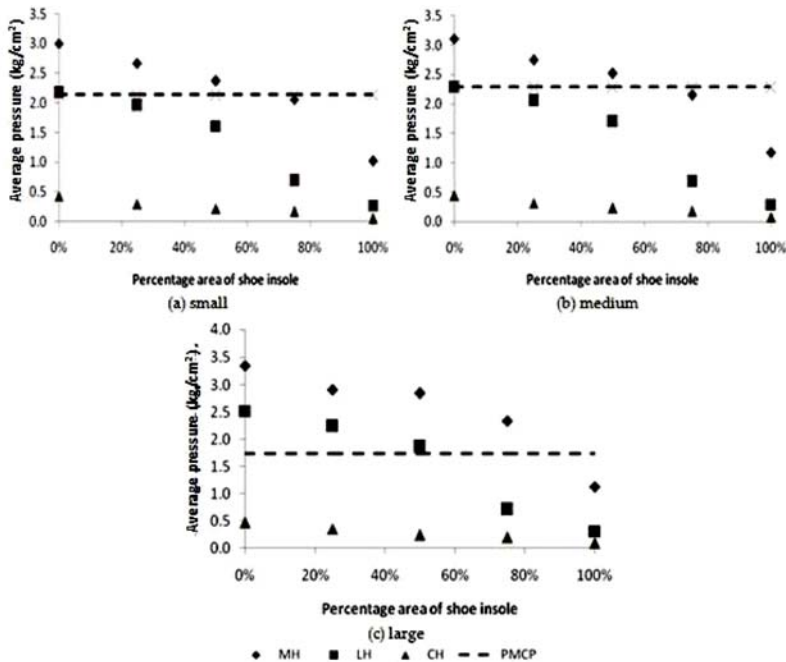 Average pressure (kg/cm²)
3.5
3.0
2.5
2.0
1.5
1.0
0.5
0.0
0% 20% 40% 60% 80% 100%
Percentage area of shoe insole
(a) small
Average pressure (kg/cm²)
3.5
3.0
2.5
2.0
1.5
1.0
0.5
0.0
0% 20% 40% 60% 80% 100%
Percentage area of shoe insole
(b) medium
Average pressure (kg/cm²).
4.0
3.5
3.0
2.5
2.0
1.5
1.0
0.5
0.0
0% 20% 40% 60% 80% 100%
Percentage area of shoe insole
(c) large
MH LH CH PMCP